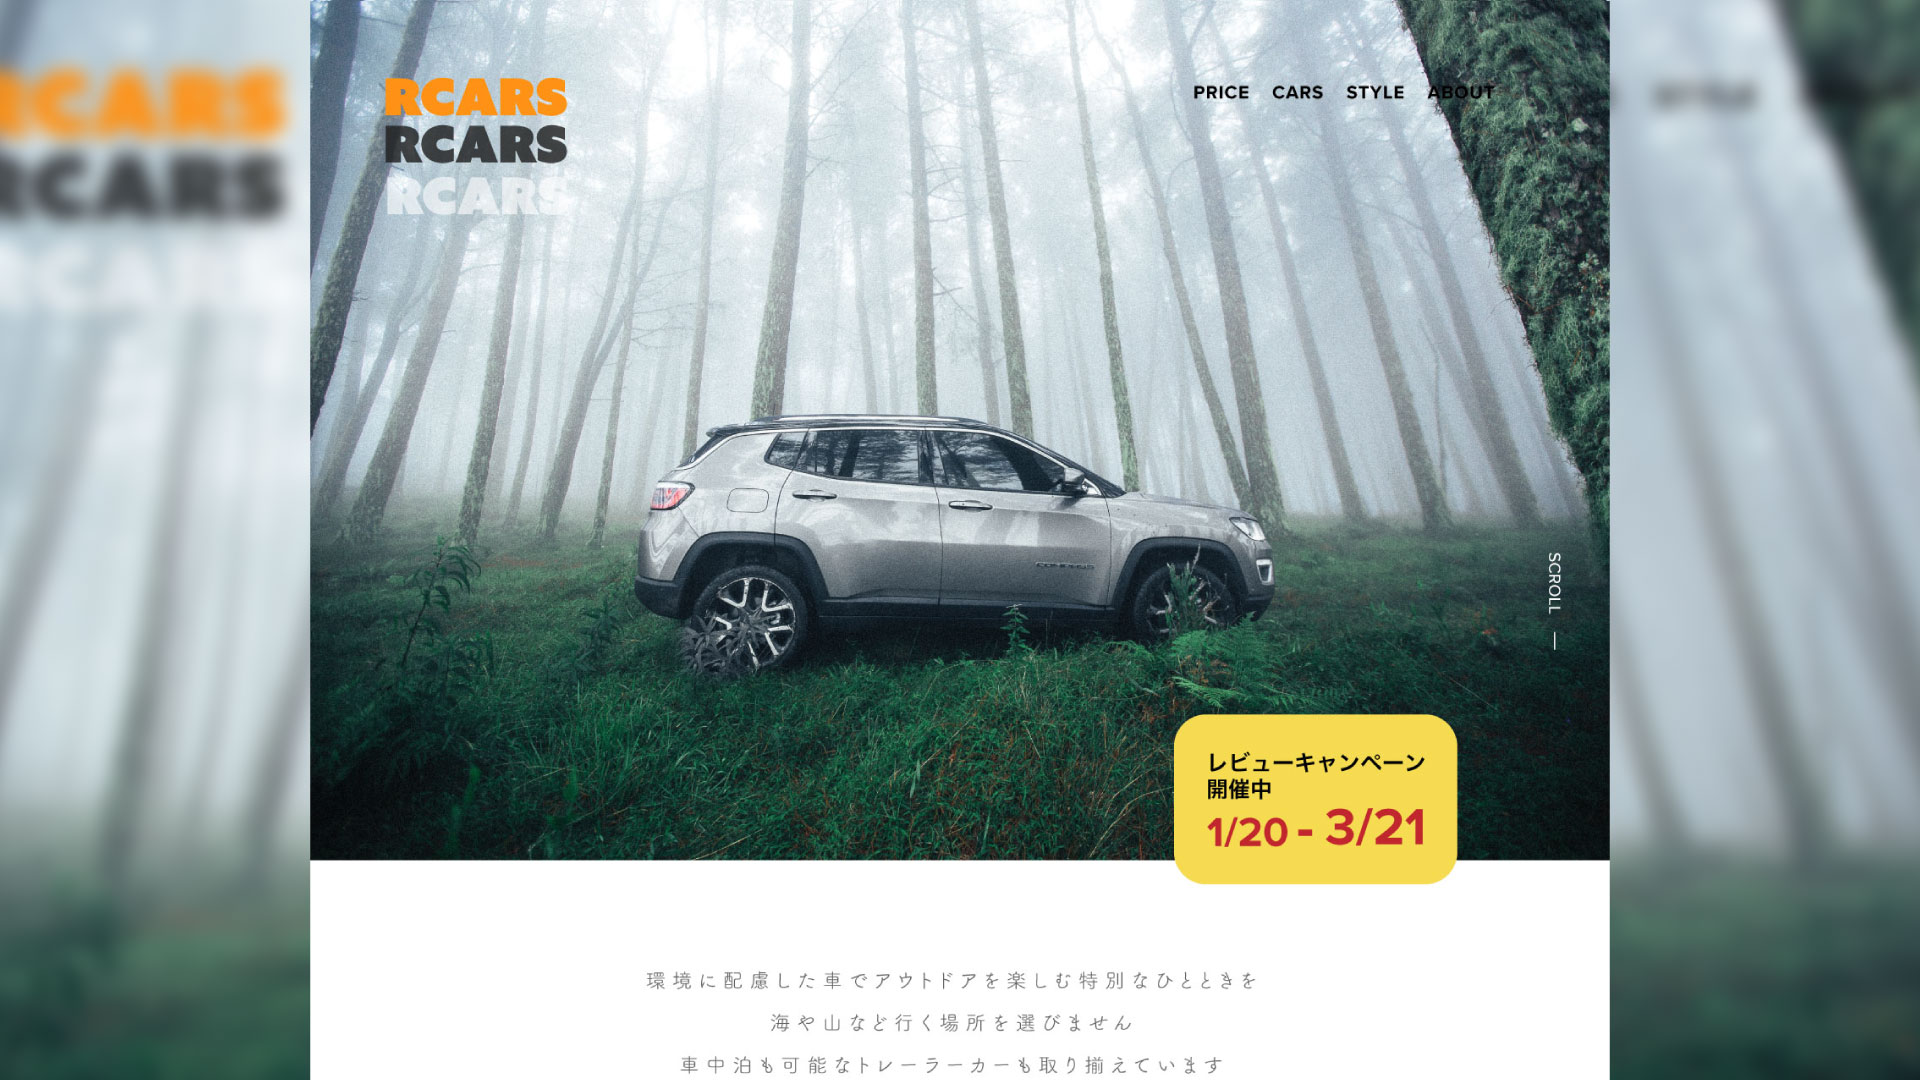 RCARS
RCARS
RCARS
PRICE CARS STYLE ABOUT
SCROLL
レビューキャンペーン
開催中
1/20 - 3/21
環境に配慮した車でアウトドアを楽しむ特別なひとときを
海や山など行く場所を選びません
車中泊も可能なトレーラーカーも取り揃えています